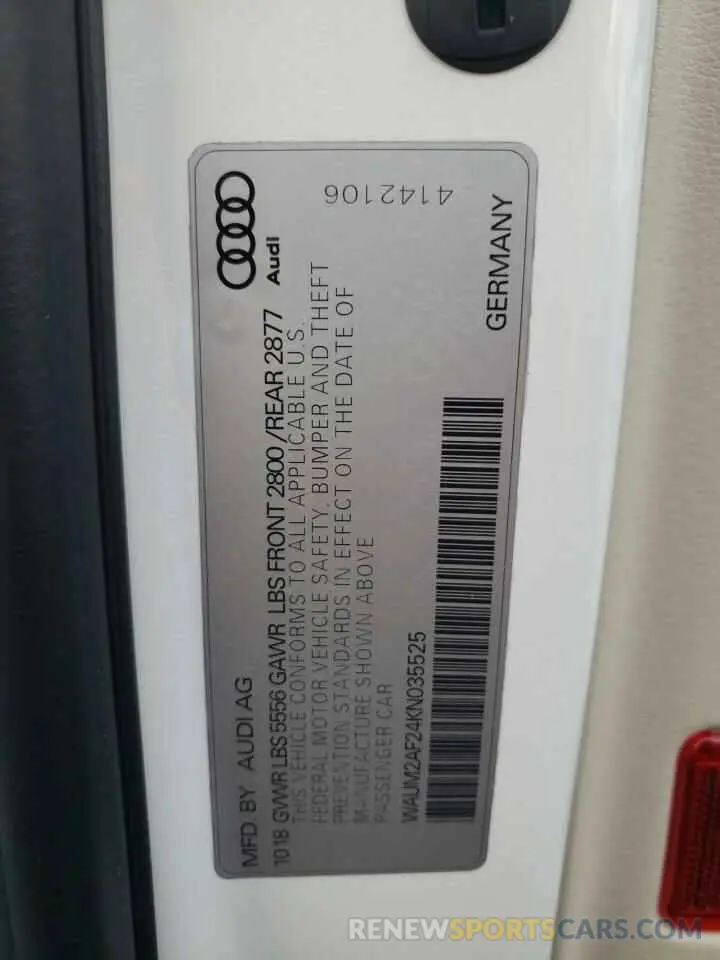 Audi
4142106
MFD. BY AUDI AG
1018 GVWR LBS 5556 GAWR LBS FRONT 2800 /REAR 2877
THIS VEHICLE CONFORMS TO ALL APPLICABLE U.S.
FEDERAL MOTOR VEHICLE SAFETY, BUMPER AND THEFT
PREVENTION STANDARDS IN EFFECT ON THE DATE OF
MANUFACTURE SHOWN ABOVE
PASSENGER CAR
WAUM2AF24KN035525
GERMANY
RENEWSPORTSCARS.COM